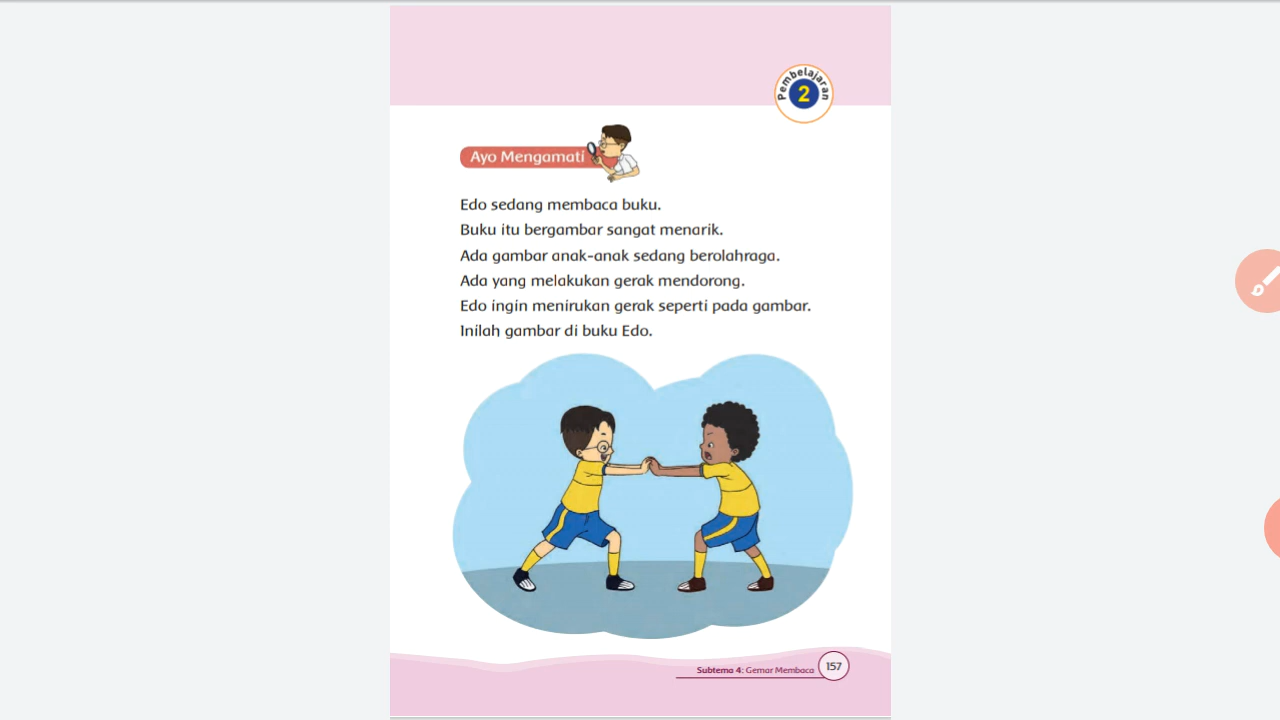 Pembelajaran
2
Ayo Mengamati
Edo sedang membaca buku.
Buku itu bergambar sangat menarik.
Ada gambar anak-anak sedang berolahraga.
Ada yang melakukan gerak mendorong.
Edo ingin menirukan gerak seperti pada gambar.
Inilah gambar di buku Edo.
Subtema 4: Gemar Membaca
157